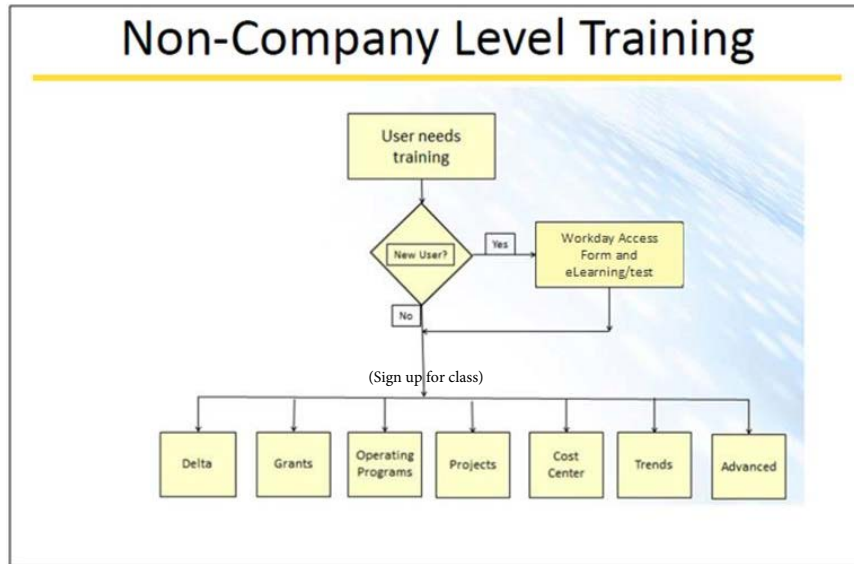 Non-Company Level Training
User needs
training
New User?
Yes
Workday Access
Form and
eLearning/test
No
(Sign up for class)
Delta
Grants
Operating
Programs
Projects
Cost
Center
Trends
Advanced